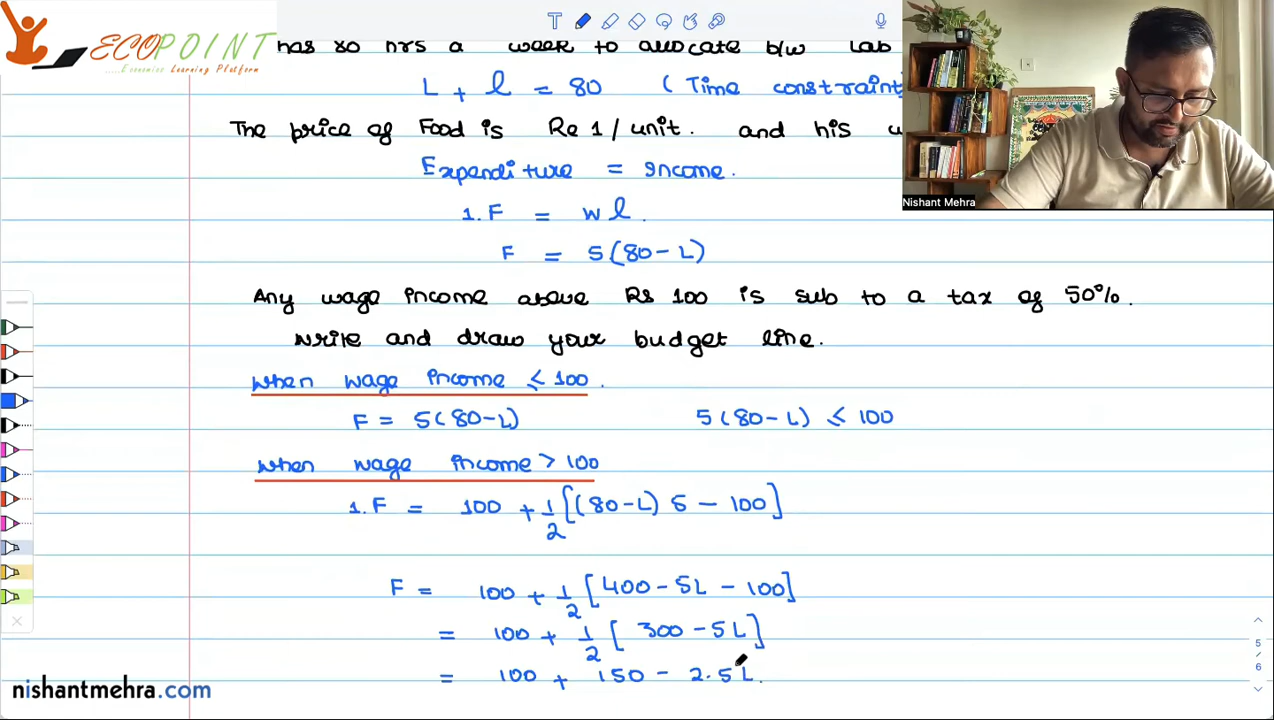 ECOPOINT
.....Economics Learning Platform
has 80 hrs a week to allocate b/w Lab
L + l = 80 (Time constraint)
The price of Food is Re 1/unit. and his w
Expenditure = Income.
1.F = wl.
F = 5(80-L)
Any wage income above Rs 100 is sub to a tax of 50%.
write and draw your budget line.
when wage income ≤ 100.
F = 5(80-L) 5(80-L) ≤ 100
when wage income > 100
1.F = 100 + 1/2 [(80-L) 5 - 100]
F = 100 + 1/2 [400 - 5L - 100]
= 100 + 1/2 [300 - 5L]
= 100 + 150 - 2.5L.
Nishant Mehra
nishantmehra.com
5
/
6